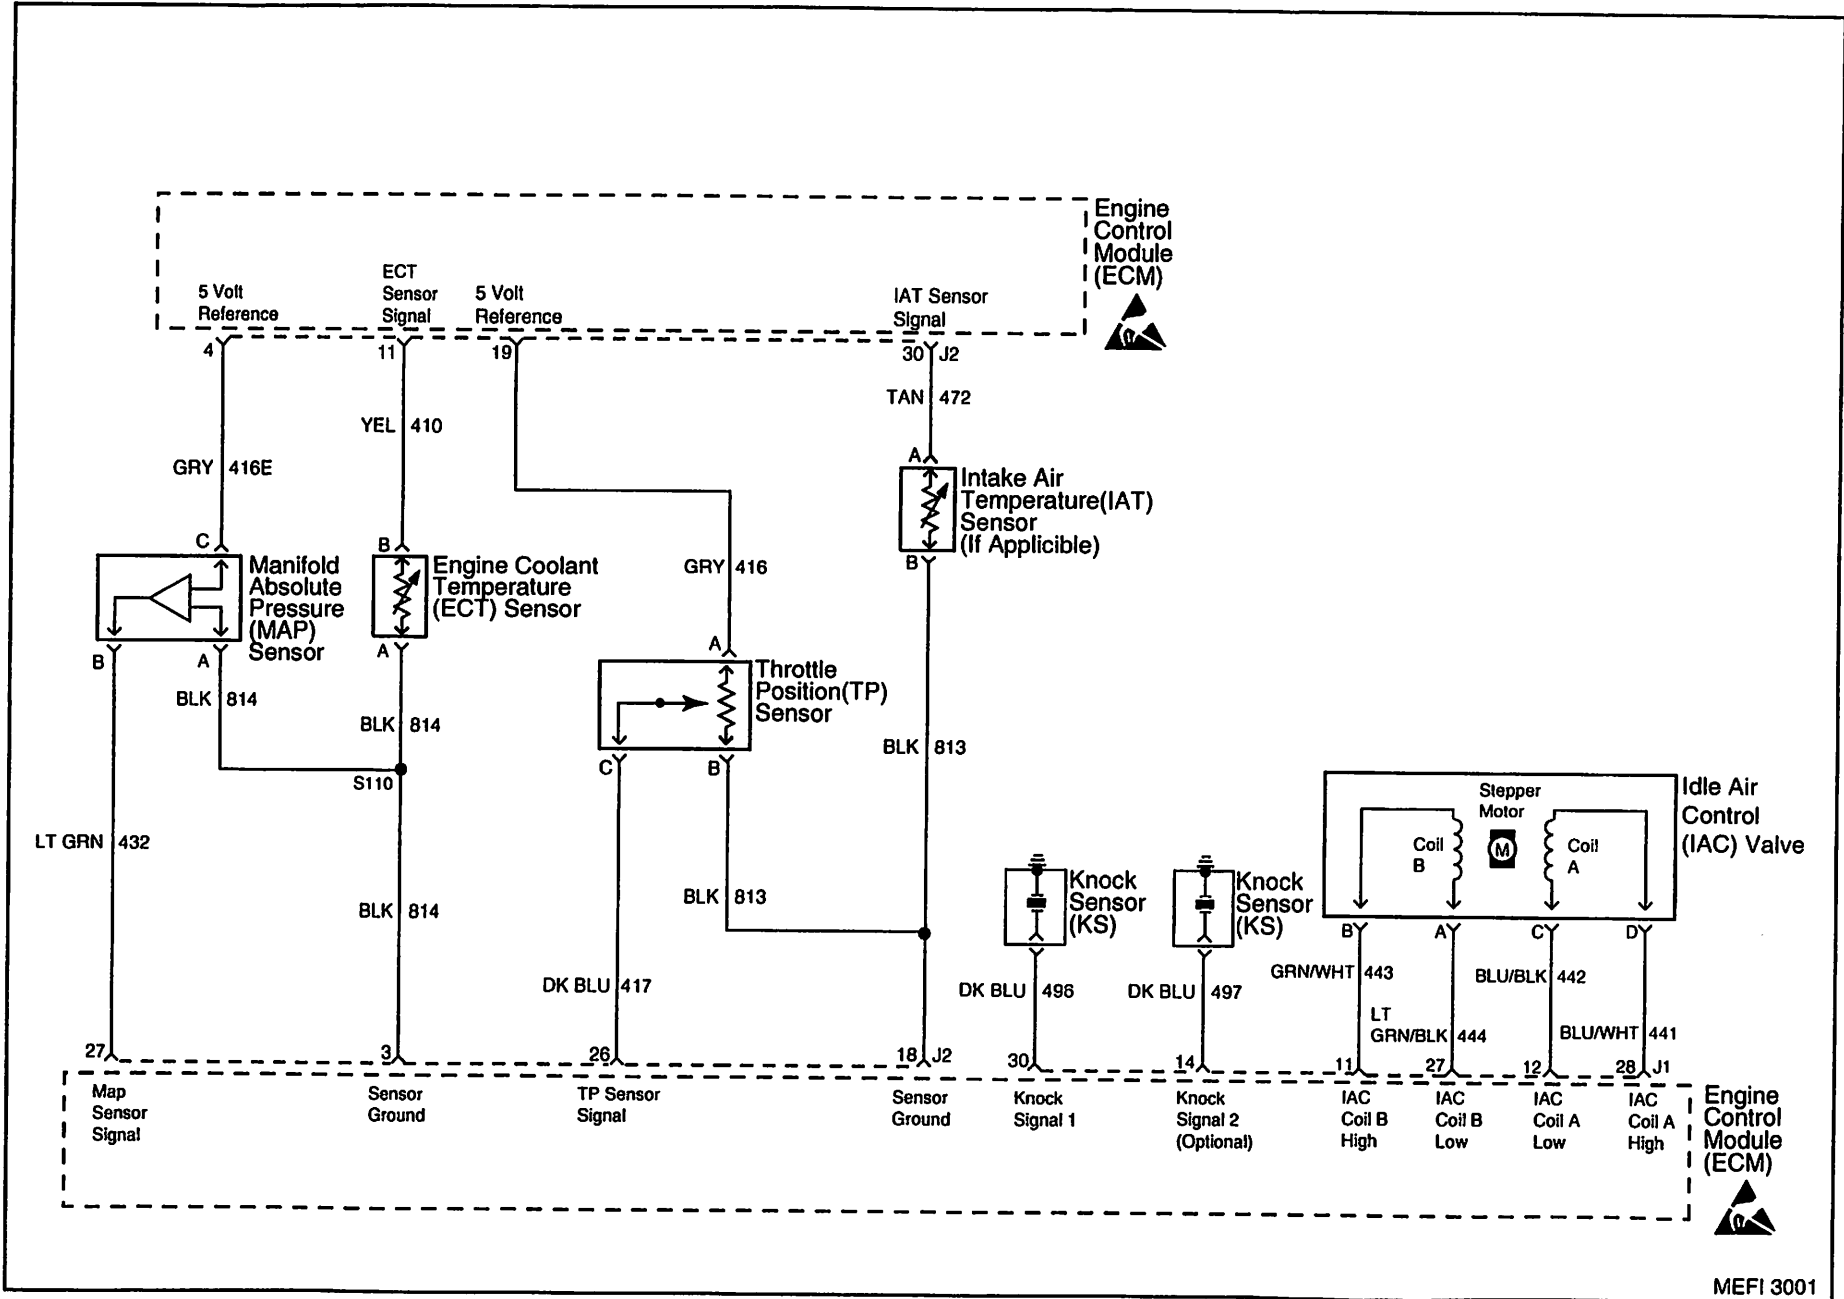 Engine
Control
Module
(ECM)
5 Volt
Reference
ECT
Sensor
Signal
5 Volt
Reference
IAT Sensor
Signal
4
11
19
30 J2
TAN 472
YEL 410
GRY 416E
A
Intake Air
Temperature(IAT)
Sensor
(If Applicible)
B
C
Manifold
Absolute
Pressure
(MAP)
Sensor
B
A
B
Engine Coolant
Temperature
(ECT) Sensor
A
GRY 416
A
Throttle
Position(TP)
Sensor
C
B
BLK 814
BLK 814
S110
BLK 813
LT GRN 432
BLK 814
BLK 813
DK BLU 417
Knock
Sensor
(KS)
Knock
Sensor
(KS)
DK BLU 496
DK BLU 497
Idle Air
Control
(IAC) Valve
Stepper
Motor
Coil
B
M
Coil
A
B
A
C
D
GRN/WHT 443
BLU/BLK 442
LT
GRN/BLK 444
BLU/WHT 441
27
3
26
18 J2
30
14
11
27
12
28 J1
Map
Sensor
Signal
Sensor
Ground
TP Sensor
Signal
Sensor
Ground
Knock
Signal 1
Knock
Signal 2
(Optional)
IAC
Coil B
High
IAC
Coil B
Low
IAC
Coil A
Low
IAC
Coil A
High
Engine
Control
Module
(ECM)
MEFI 3001